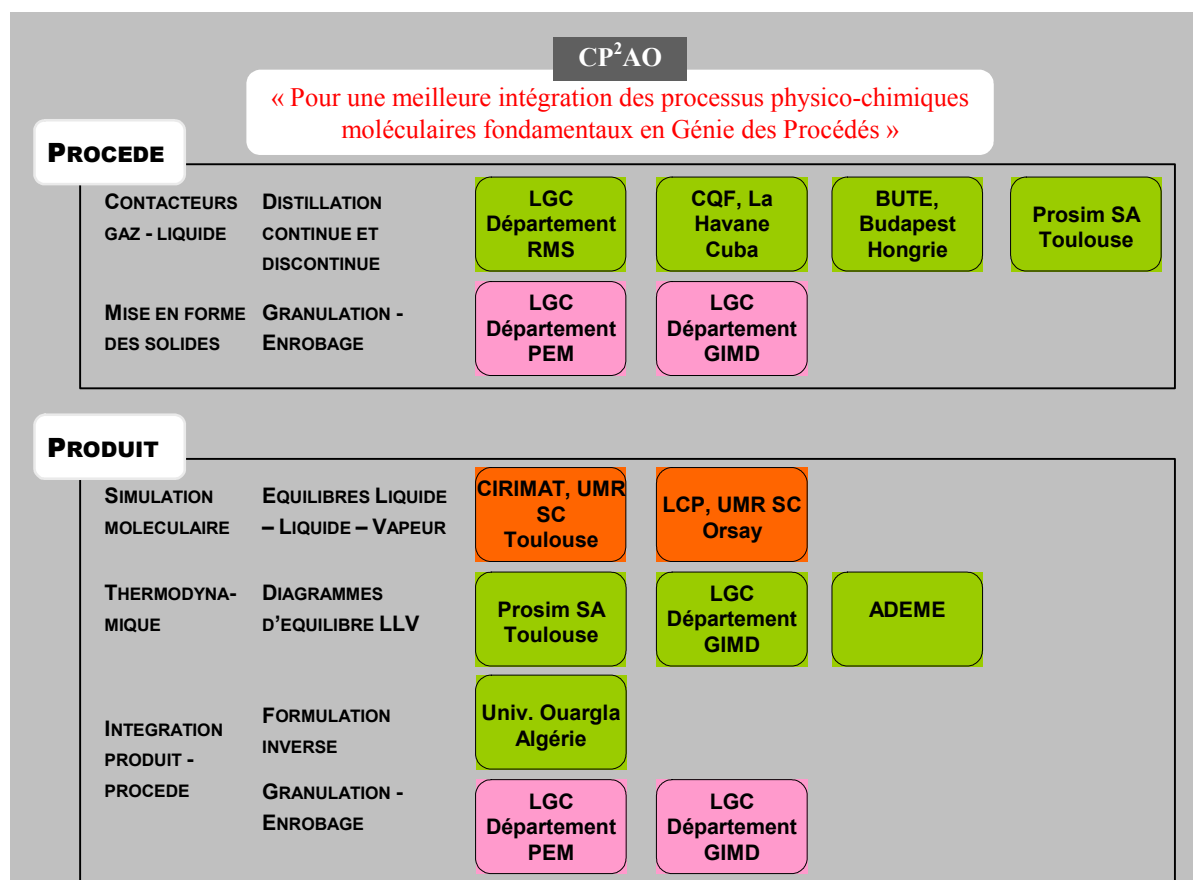 CP²AO
« Pour une meilleure intégration des processus physico-chimiques
moléculaires fondamentaux en Génie des Procédés »
PROCEDE
CONTACTEURS
GAZ - LIQUIDE
DISTILLATION
CONTINUE ET
DISCONTINUE
LGC
Département
RMS
CQF, La
Havane
Cuba
BUTE,
Budapest
Hongrie
Prosim SA
Toulouse
MISE EN FORME
DES SOLIDES
GRANULATION -
ENROBAGE
LGC
Département
PEM
LGC
Département
GIMD
PRODUIT
SIMULATION
MOLECULAIRE
EQUILIBRES LIQUIDE
– LIQUIDE – VAPEUR
CIRIMAT, UMR
SC
Toulouse
LCP, UMR SC
Orsay
THERMODYNA-
MIQUE
DIAGRAMMES
D'EQUILIBRE LLV
Prosim SA
Toulouse
LGC
Département
GIMD
ADEME
INTEGRATION
PRODUIT -
PROCEDE
FORMULATION
INVERSE
Univ. Ouargla
Algérie
GRANULATION -
ENROBAGE
LGC
Département
PEM
LGC
Département
GIMD